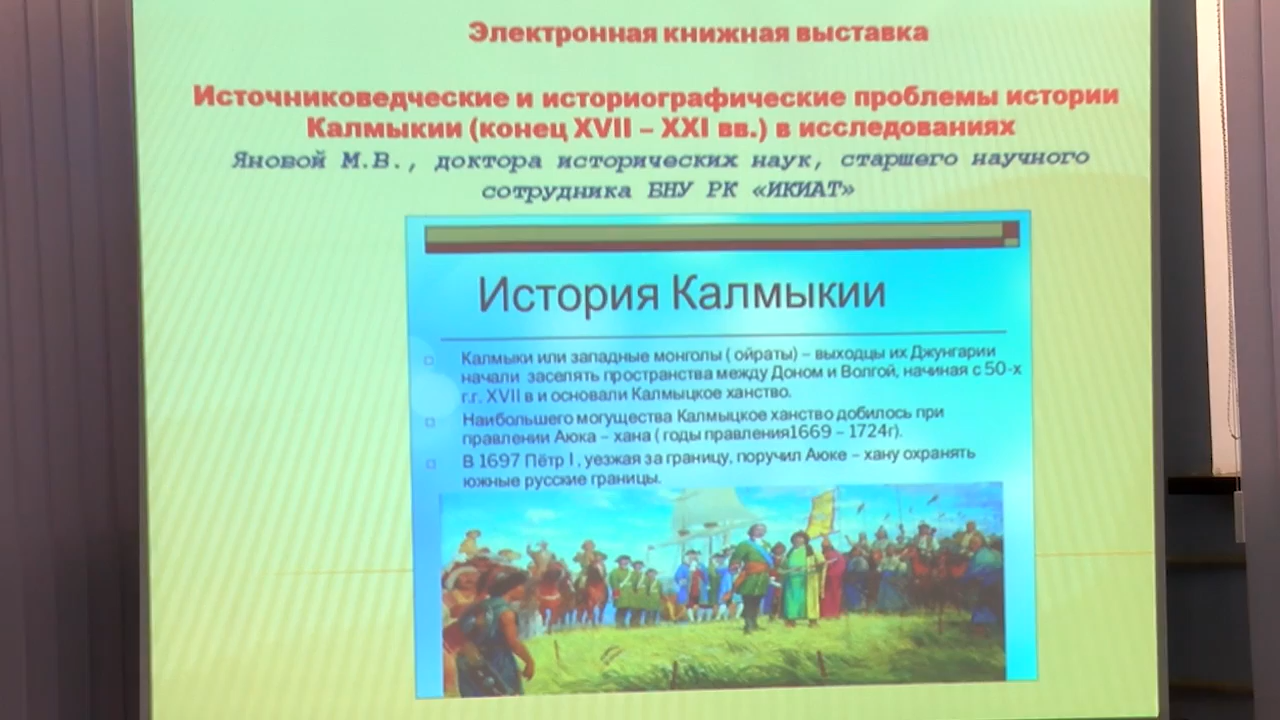 Электронная книжная выставка
Источниковедческие и историографические проблемы истории
Калмыкии (конец XVII – XXI вв.) в исследованиях
Яновой М.В., доктора исторических наук, старшего научного
сотрудника БНУ РК «ИКИАТ»
История Калмыкии
Калмыки или западные монголы ( ойраты) – выходцы их Джунгарии
начали заселять пространства между Доном и Волгой, начиная с 50-х
г.г. XVII в и основали Калмыцкое ханство.
Наибольшего могущества Калмыцкое ханство добилось при
правлении Аюка – хана ( годы правления1669 – 1724г).
В 1697 Пётр I , уезжая за границу, поручил Аюке – хану охранять
южные русские границы.